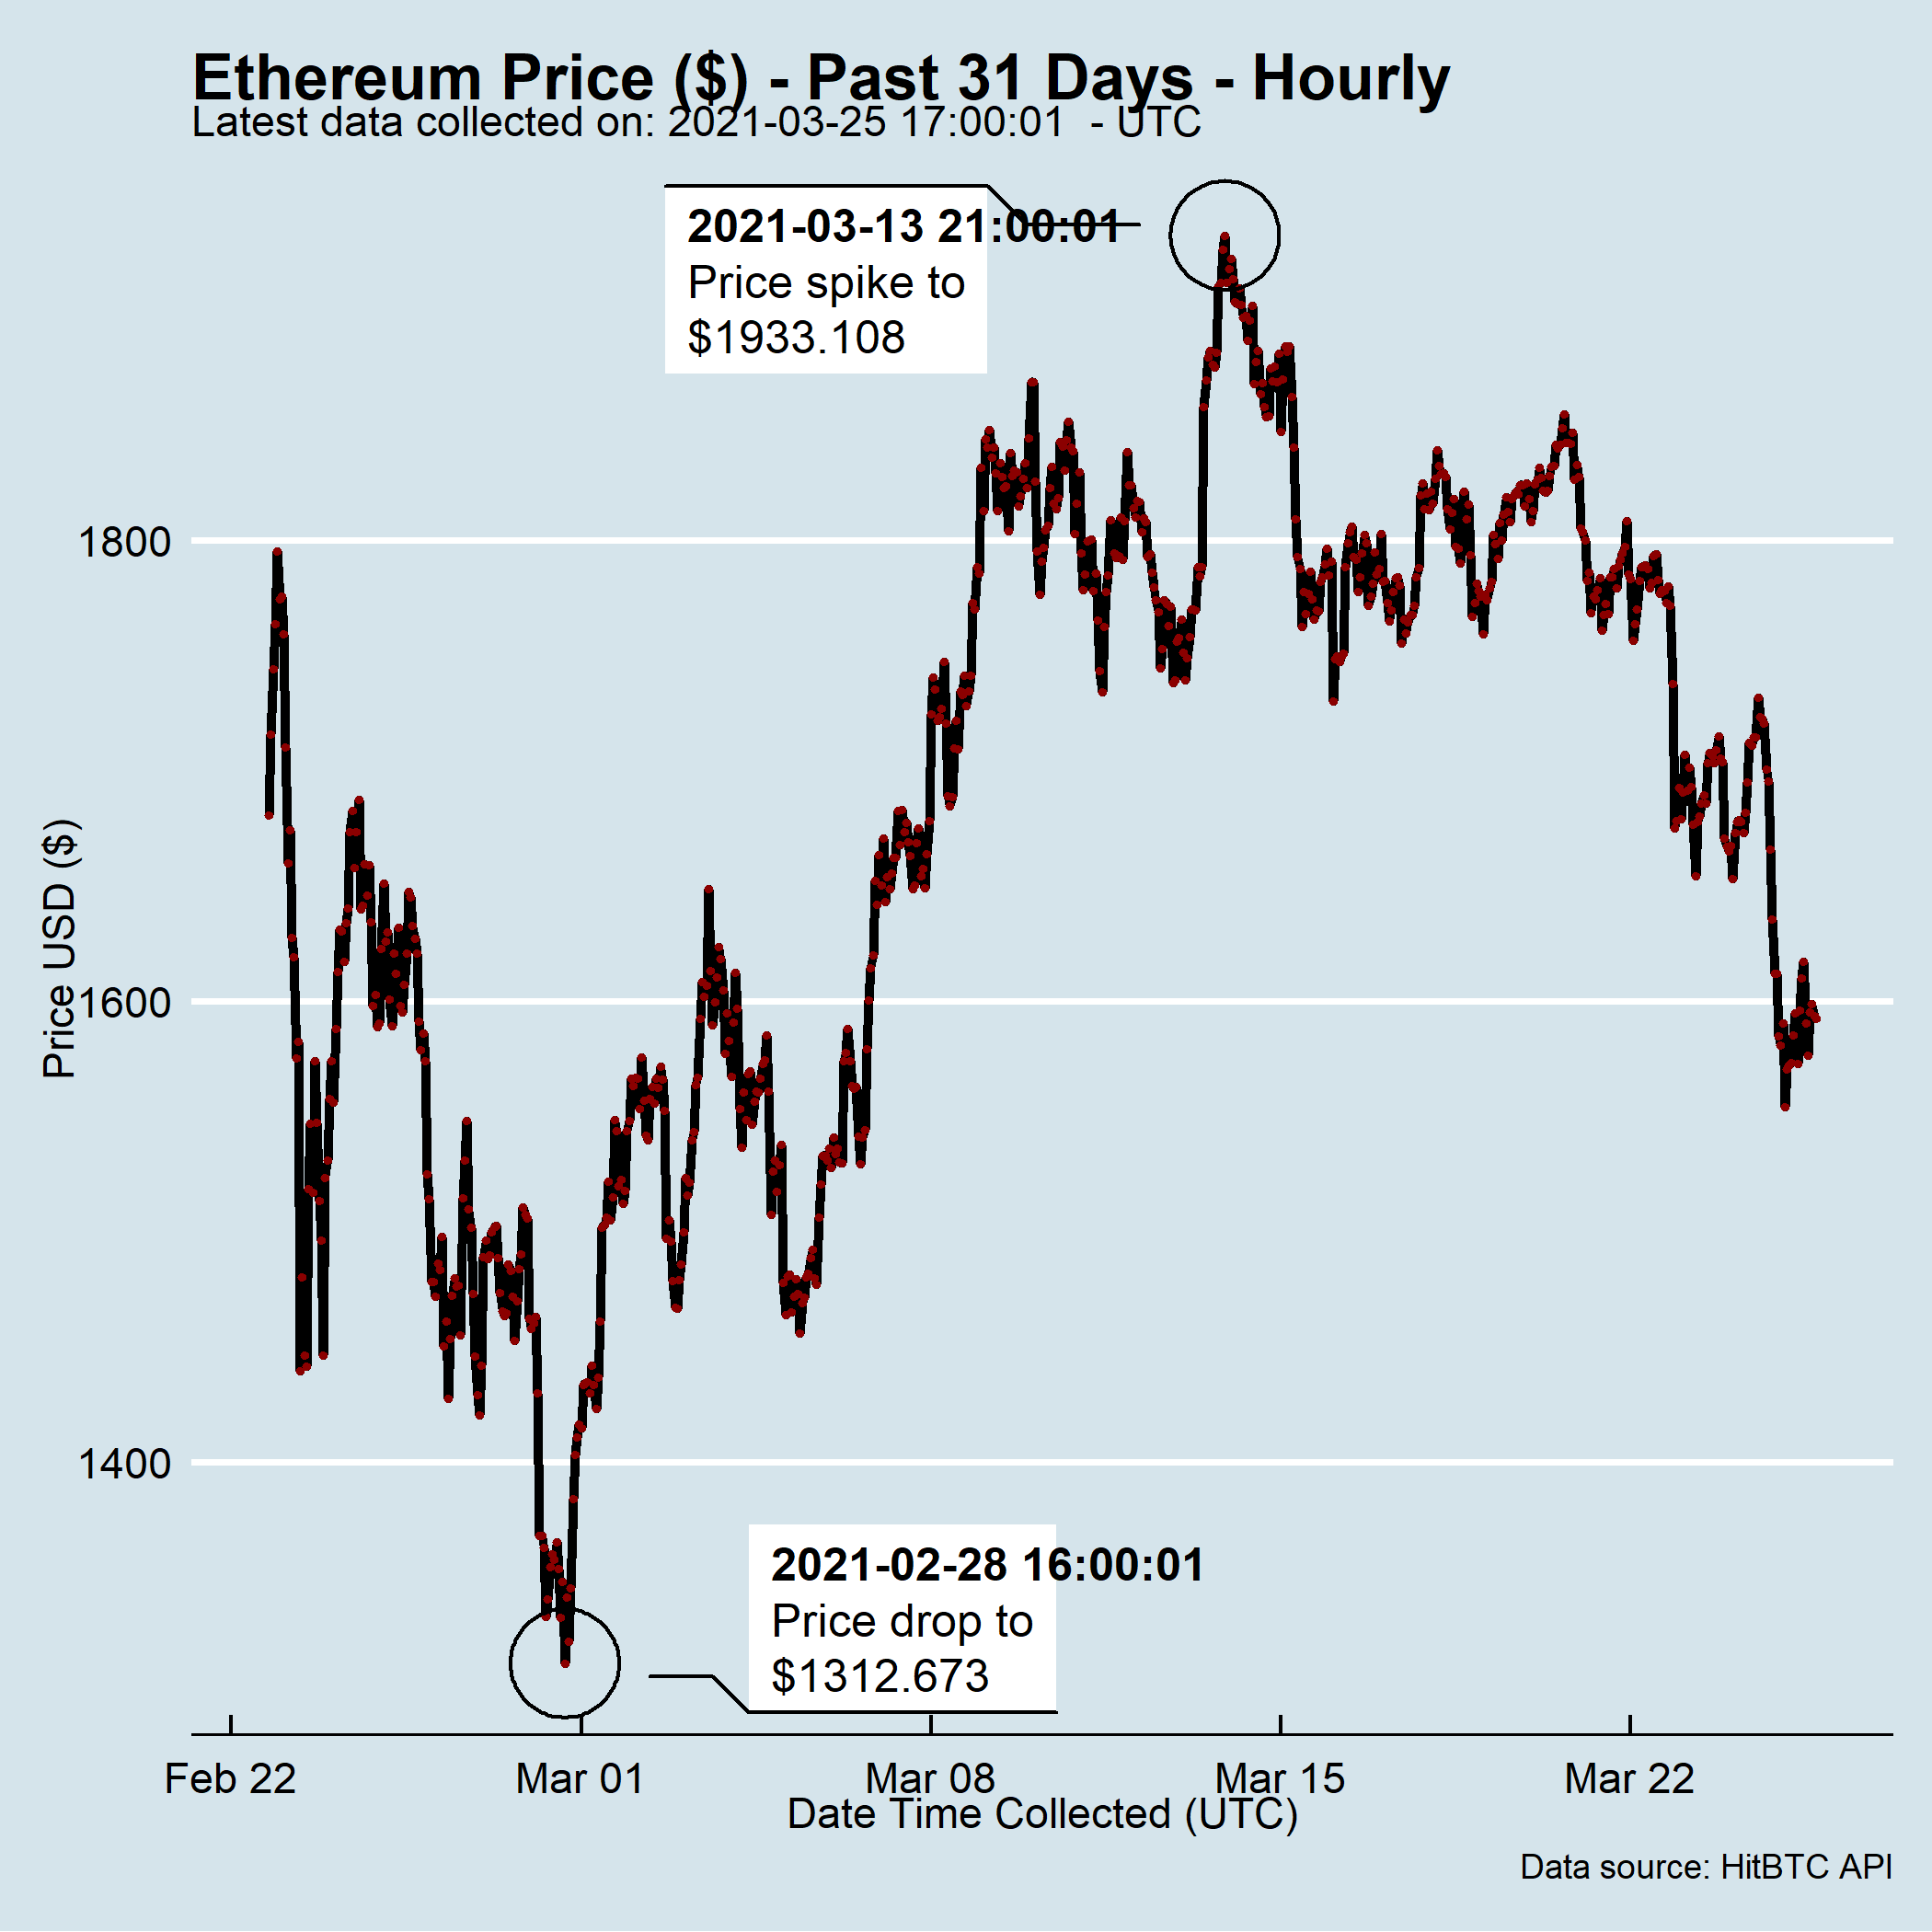 Ethereum Price ($) - Past 31 Days - Hourly
Latest data collected on: 2021-03-25 17:00:01  - UTC
2021-03-13 21:00:01
Price spike to
$1933.108
1800
Price USD ($)
1600
1400
2021-02-28 16:00:01
Price drop to
$1312.673
Feb 22 Mar 01 Mar 08 Mar 15 Mar 22
Date Time Collected (UTC)
Data source: HitBTC API